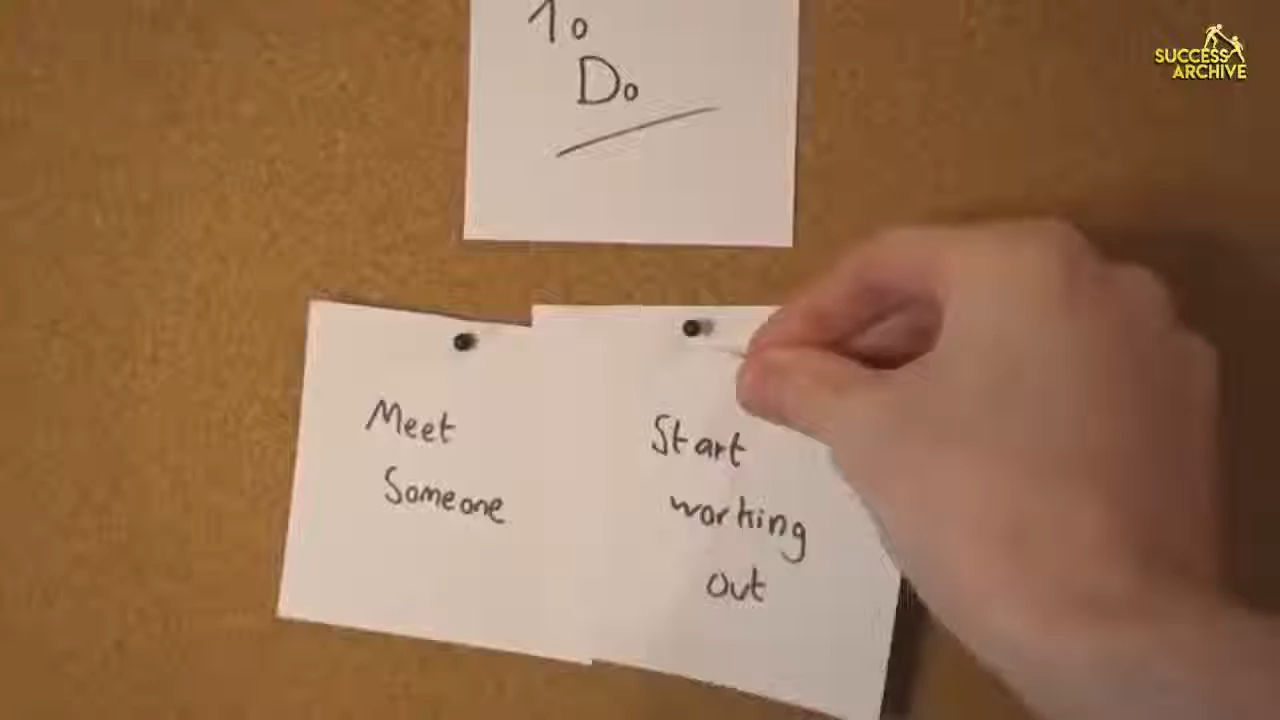 To
Do
Meet
Someone
Start
working
out
SUCCESS
ARCHIVE